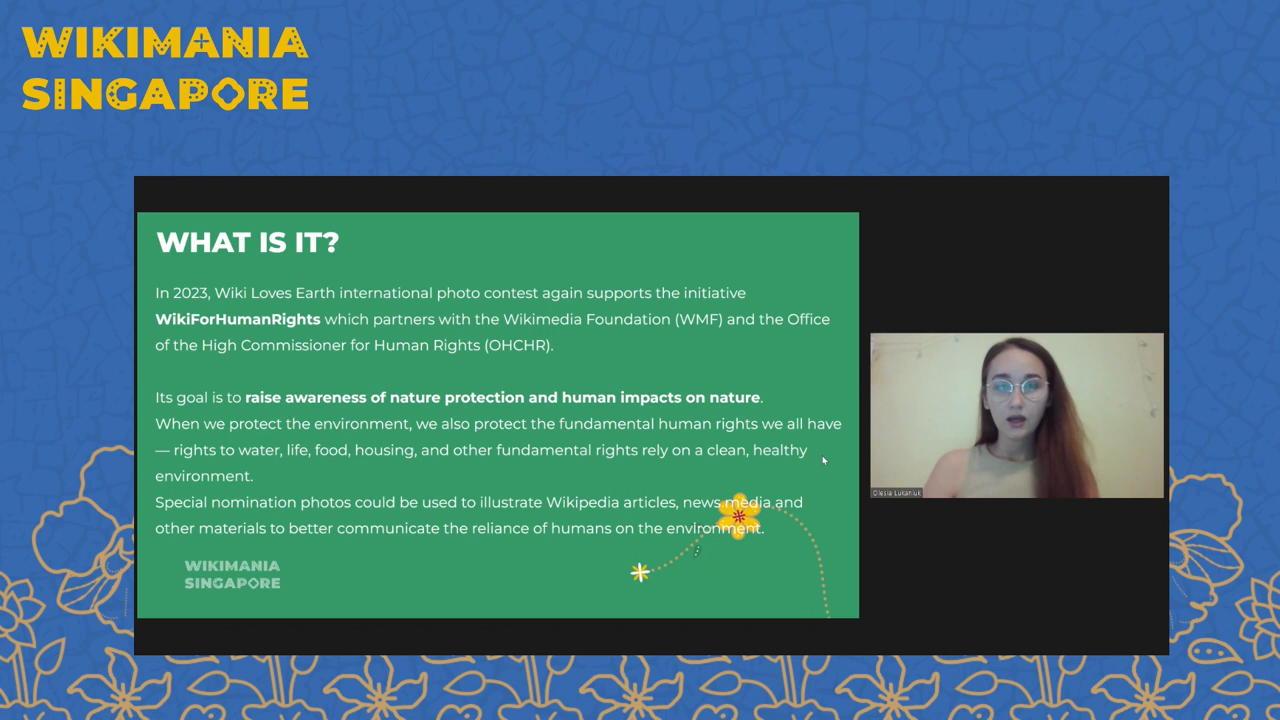 WIKIMANIA
SINGAPORE
WHAT IS IT?
In 2023, Wiki Loves Earth international photo contest again supports the initiative
WikiForHumanRights which partners with the Wikimedia Foundation (WMF) and the Office
of the High Commissioner for Human Rights (OHCHR).
Its goal is to raise awareness of nature protection and human impacts on nature.
When we protect the environment, we also protect the fundamental human rights we all have
— rights to water, life, food, housing, and other fundamental rights rely on a clean, healthy
environment.
Special nomination photos could be used to illustrate Wikipedia articles, news media and
other materials to better communicate the reliance of humans on the environment.
WIKIMANIA
SINGAPORE
Olesia Lukaniuk